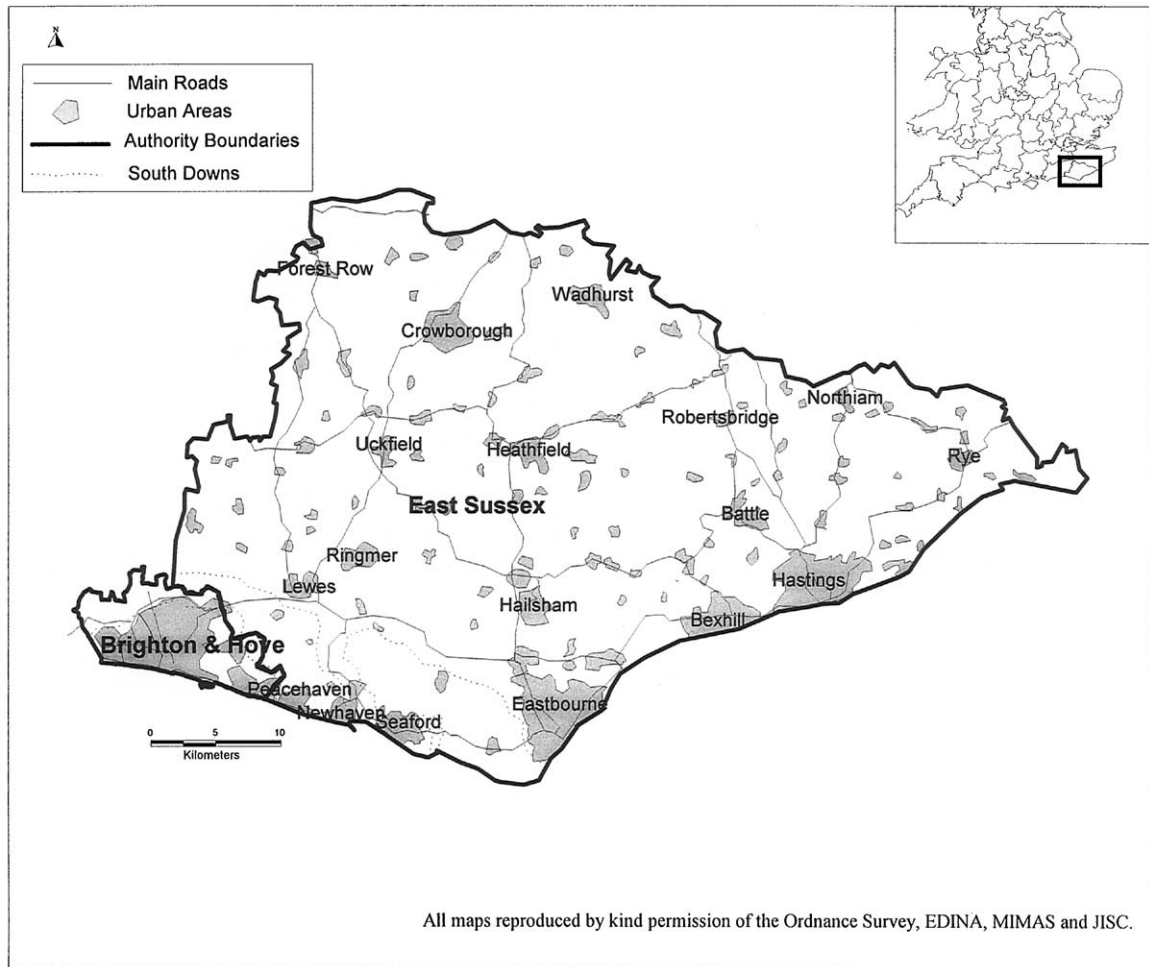 N
Main Roads
Urban Areas
Authority Boundaries
South Downs
Forest Row
Wadhurst
Crowborough
Northiam
Robertsbridge
Uckfield
Heathfield
Rye
East Sussex
Battle
Ringmer
Hastings
Lewes
Hailsham
Bexhill
Brighton & Hove
Peacehaven
Eastbourne
Newhaven
Seaford
0 5 10
Kilometers
All maps reproduced by kind permission of the Ordnance Survey, EDINA, MIMAS and JISC.